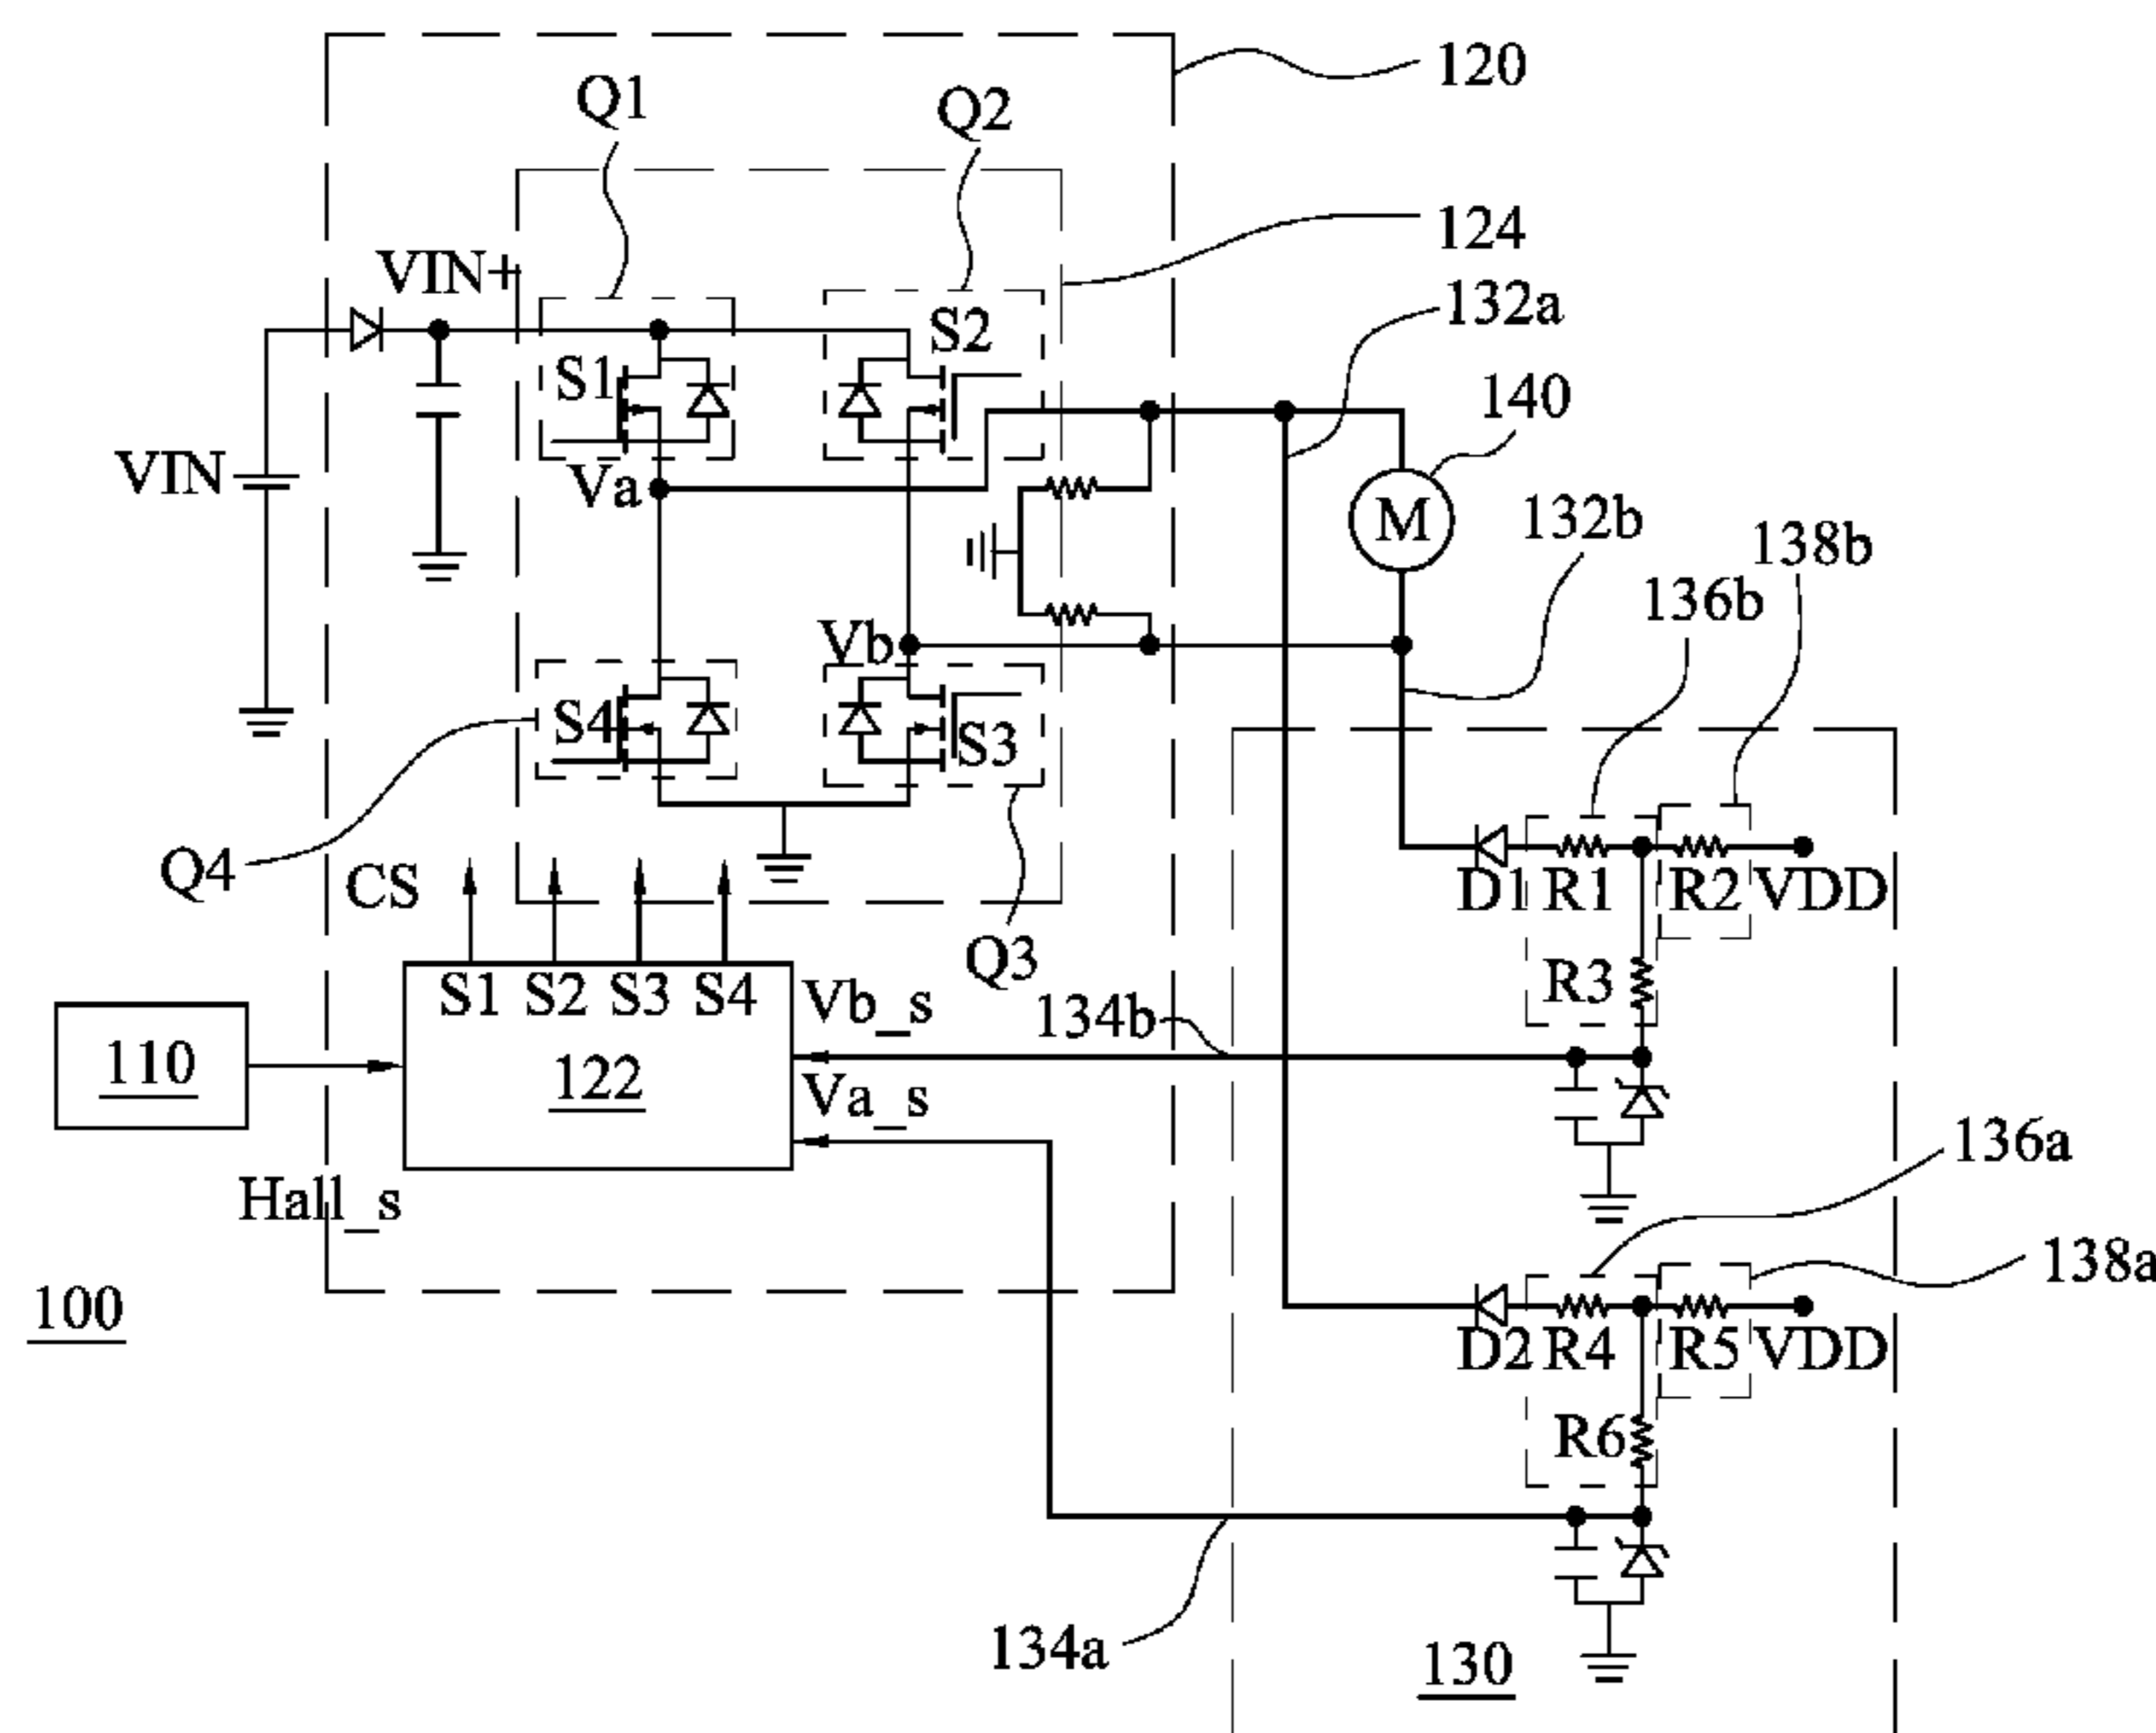 120
Q1
Q2
124
VIN+
132a
S1
S2
140
VIN
Va
M
132b
138b
136b
Vb
S4
S3
Q4
CS
D1
R1
R2
VDD
Q3
S1 S2 S3 S4
Vb_s
134b
R3
110
122
Va_s
136a
Hall_s
138a
100
D2
R4
R5
VDD
R6
134a
130